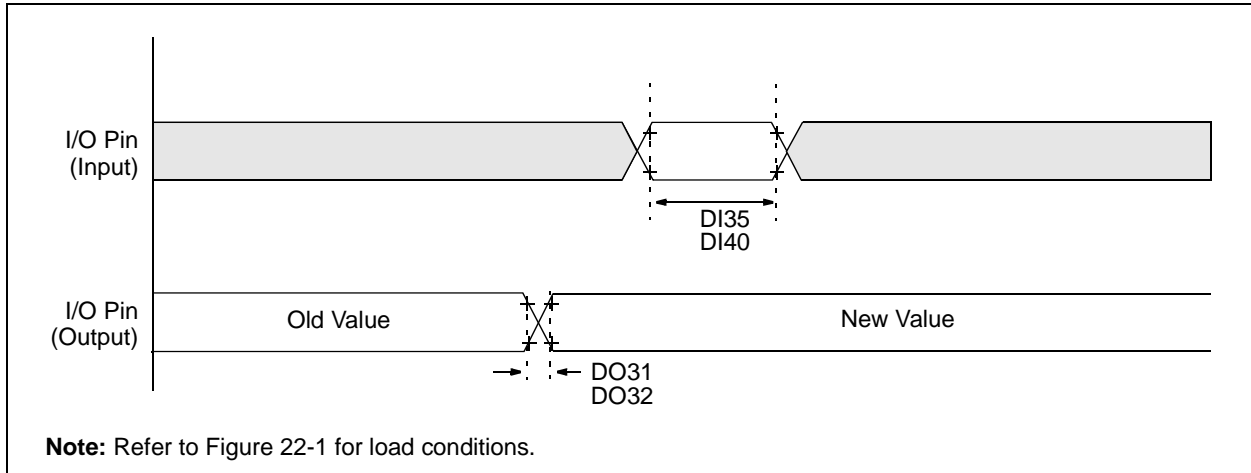 I/O Pin
(Input)
DI35
DI40
I/O Pin
(Output)
Old Value
New Value
DO31
DO32
Note: Refer to Figure 22-1 for load conditions.